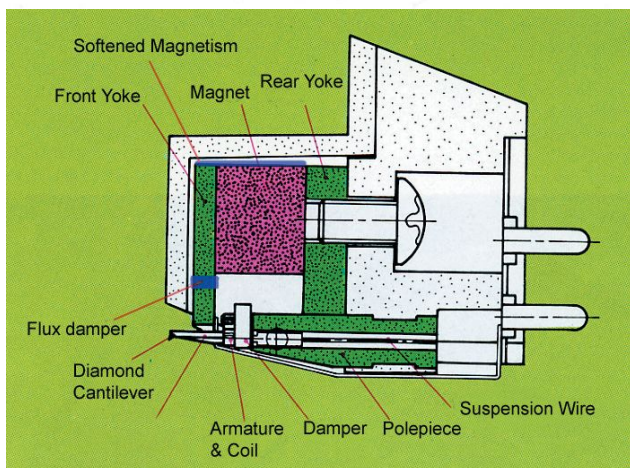 Softened Magnetism
Front Yoke
Magnet
Rear Yoke
Flux damper
Diamond
Cantilever
Armature
& Coil
Damper
Polepiece
Suspension Wire